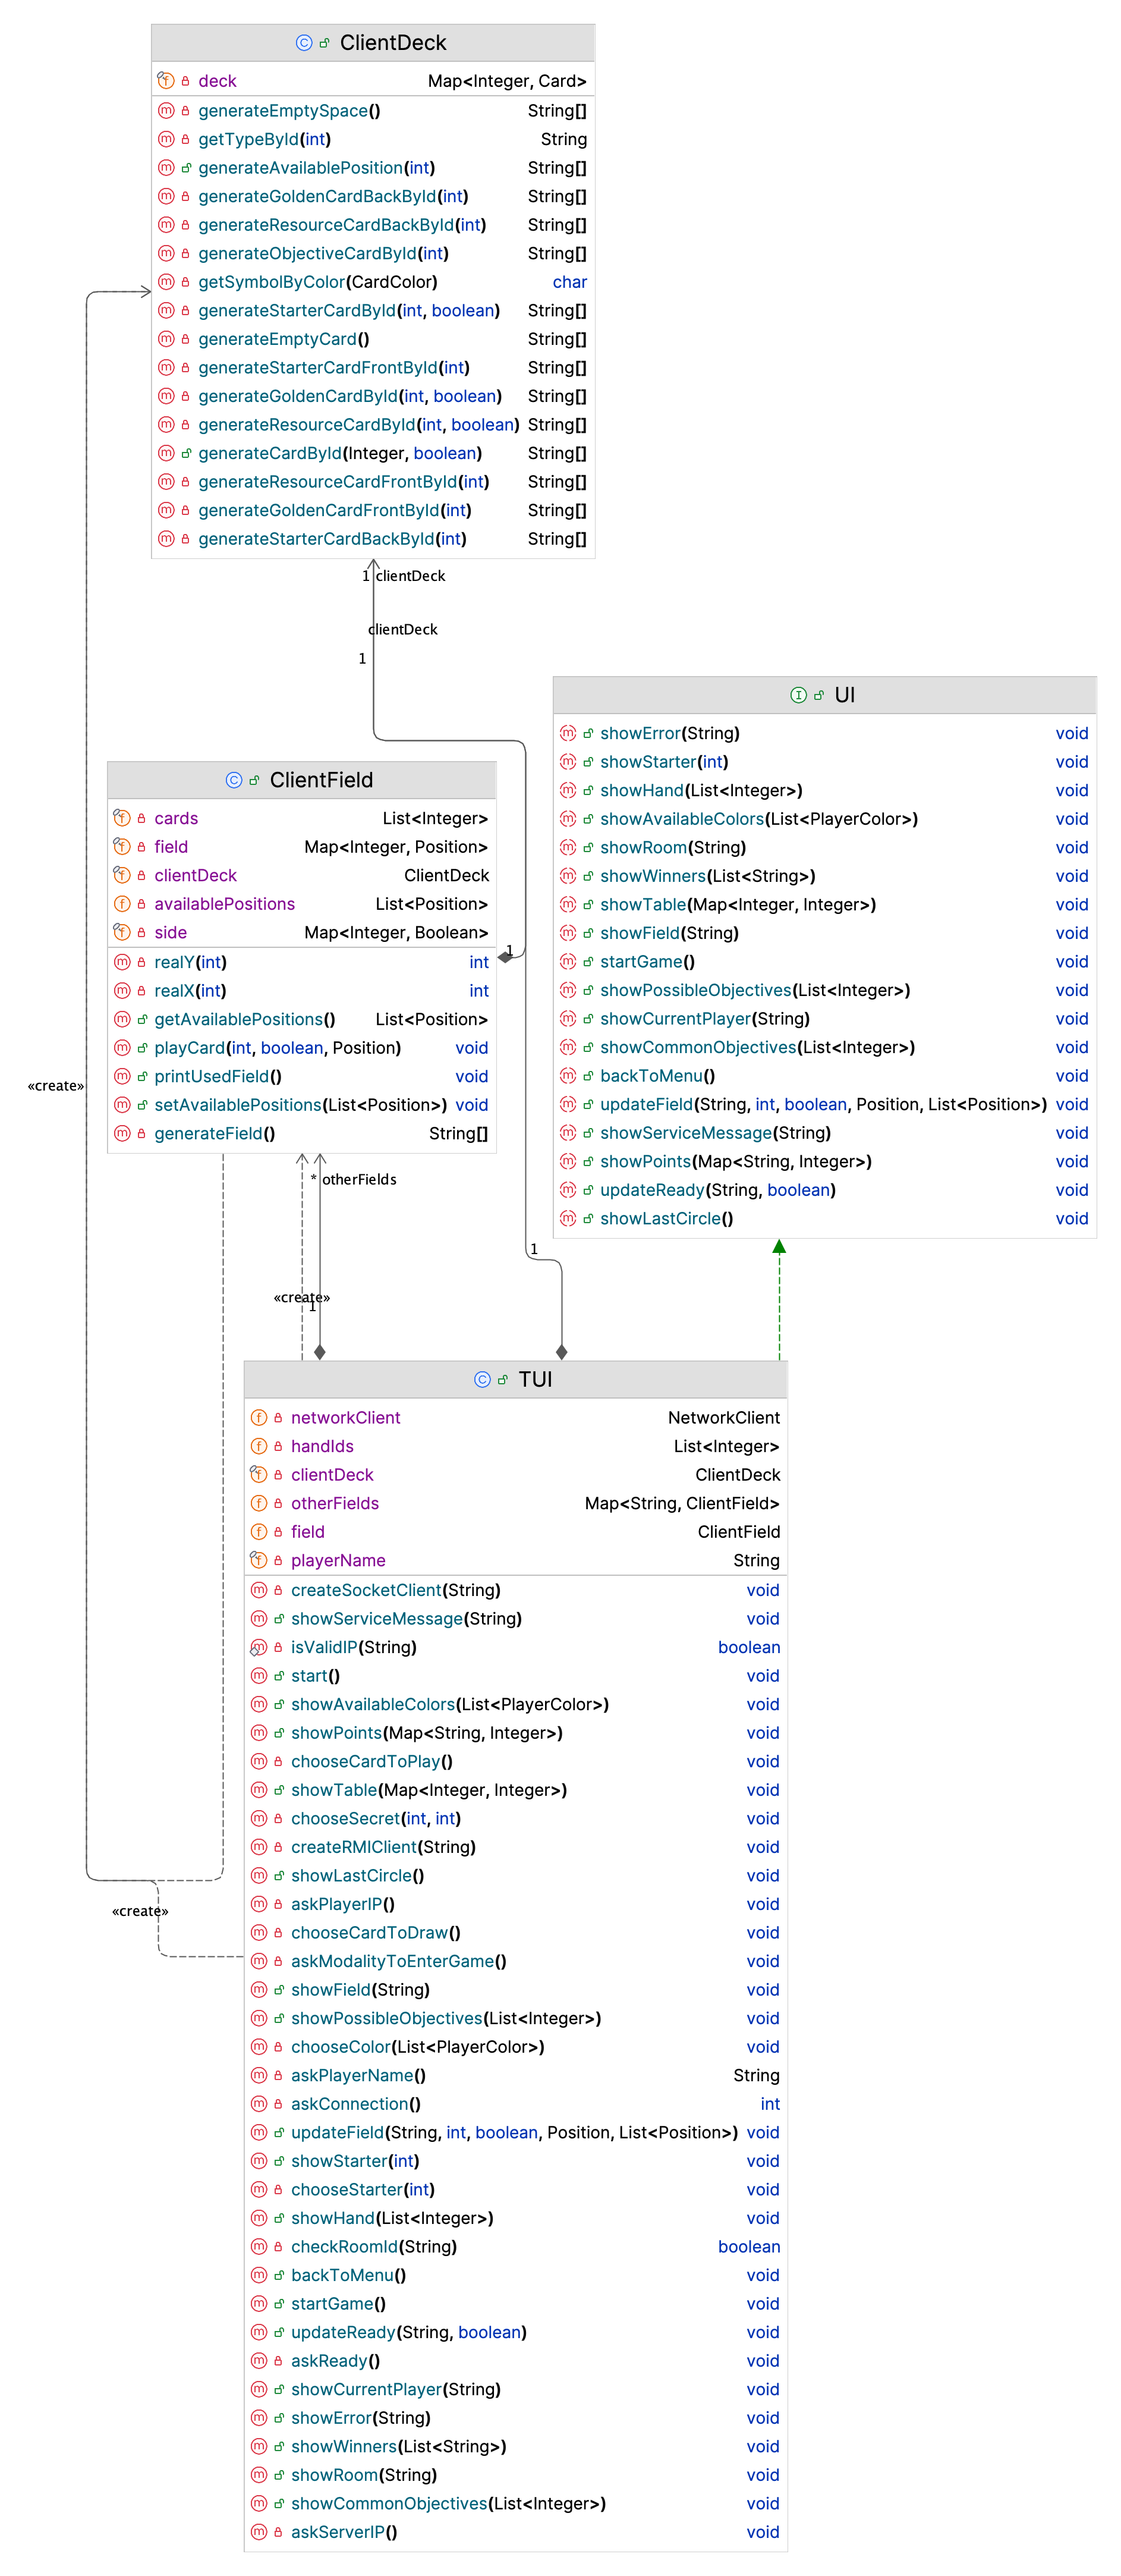 ClientDeck
deck Map<Integer, Card>
generateEmptySpace() String[]
getTypeById(int) String
generateAvailablePosition(int) String[]
generateGoldenCardBackById(int) String[]
generateResourceCardBackById(int) String[]
generateObjectiveCardById(int) String[]
getSymbolByColor(CardColor) char
generateStarterCardById(int, boolean) String[]
generateEmptyCard() String[]
generateStarterCardFrontById(int) String[]
generateGoldenCardById(int, boolean) String[]
generateResourceCardById(int, boolean) String[]
generateCardById(Integer, boolean) String[]
generateResourceCardFrontById(int) String[]
generateGoldenCardFrontById(int) String[]
generateStarterCardBackById(int) String[]
1 clientDeck
clientDeck
1
UI
showError(String) void
showStarter(int) void
showHand(List<Integer>) void
showAvailableColors(List<PlayerColor>) void
showRoom(String) void
showWinners(List<String>) void
showTable(Map<Integer, Integer>) void
showField(String) void
startGame() void
showPossibleObjectives(List<Integer>) void
showCurrentPlayer(String) void
showCommonObjectives(List<Integer>) void
backToMenu() void
updateField(String, int, boolean, Position, List<Position>) void
showServiceMessage(String) void
showPoints(Map<String, Integer>) void
updateReady(String, boolean) void
showLastCircle() void
ClientField
cards List<Integer>
field Map<Integer, Position>
clientDeck ClientDeck
availablePositions List<Position>
side Map<Integer, Boolean>
realY(int) int
realX(int) int
getAvailablePositions() List<Position>
playCard(int, boolean, Position) void
printUsedField() void
setAvailablePositions(List<Position>) void
generateField() String[]
1
«create»
* otherFields
1
«create»
1
TUI
networkClient NetworkClient
handIds List<Integer>
clientDeck ClientDeck
otherFields Map<String, ClientField>
field ClientField
playerName String
createSocketClient(String) void
showServiceMessage(String) void
isValidIP(String) boolean
start() void
showAvailableColors(List<PlayerColor>) void
showPoints(Map<String, Integer>) void
chooseCardToPlay() void
showTable(Map<Integer, Integer>) void
chooseSecret(int, int) void
createRMIClient(String) void
showLastCircle() void
askPlayerIP() void
chooseCardToDraw() void
askModalityToEnterGame() void
showField(String) void
showPossibleObjectives(List<Integer>) void
chooseColor(List<PlayerColor>) void
askPlayerName() String
askConnection() int
updateField(String, int, boolean, Position, List<Position>) void
showStarter(int) void
chooseStarter(int) void
showHand(List<Integer>) void
checkRoomId(String) boolean
backToMenu() void
startGame() void
updateReady(String, boolean) void
askReady() void
showCurrentPlayer(String) void
showError(String) void
showWinners(List<String>) void
showRoom(String) void
showCommonObjectives(List<Integer>) void
askServerIP() void
«create»